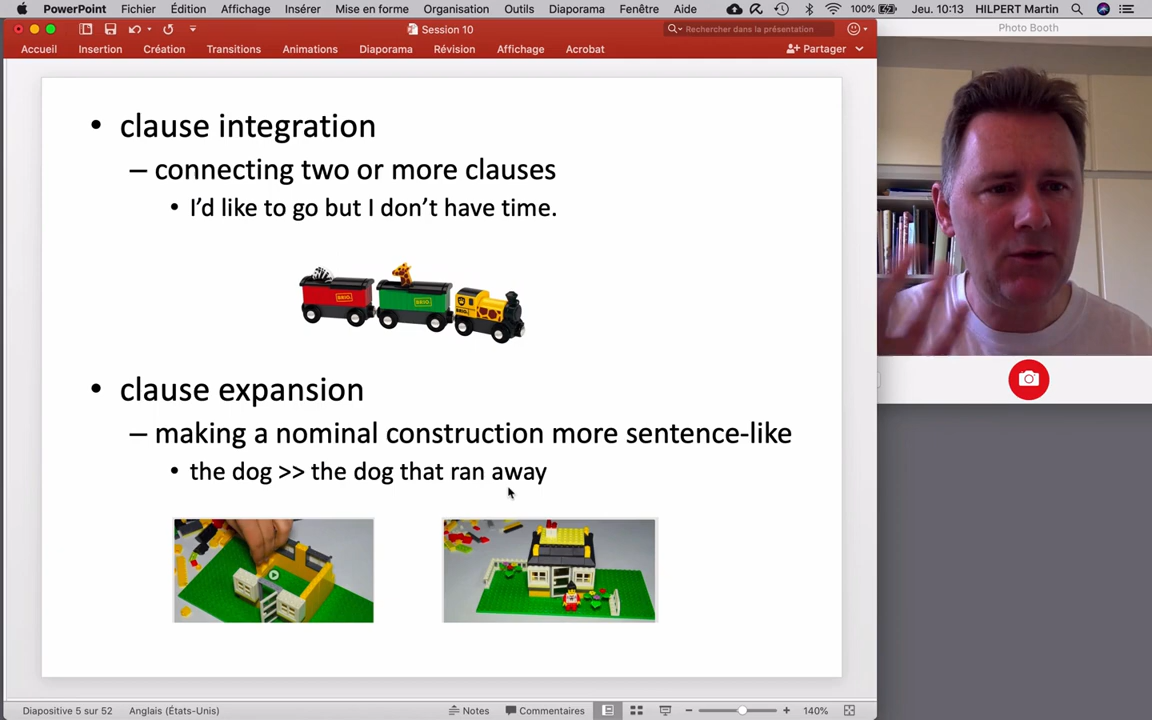 PowerPoint Fichier Édition Affichage Insérer Mise en forme Organisation Outils Diaporama Fenêtre Aide 100% Jeu. 10:13 HILPERT Martin
Session 10
Rechercher dans la présentation
Photo Booth
Accueil Insertion Création Transitions Animations Diaporama Révision Affichage Acrobat Partager
• clause integration
– connecting two or more clauses
• I’d like to go but I don’t have time.
BRIO BRIO
• clause expansion
– making a nominal construction more sentence-like
• the dog >> the dog that ran away
Diapositive 5 sur 52 Anglais (États-Unis) Notes Commentaires 140%